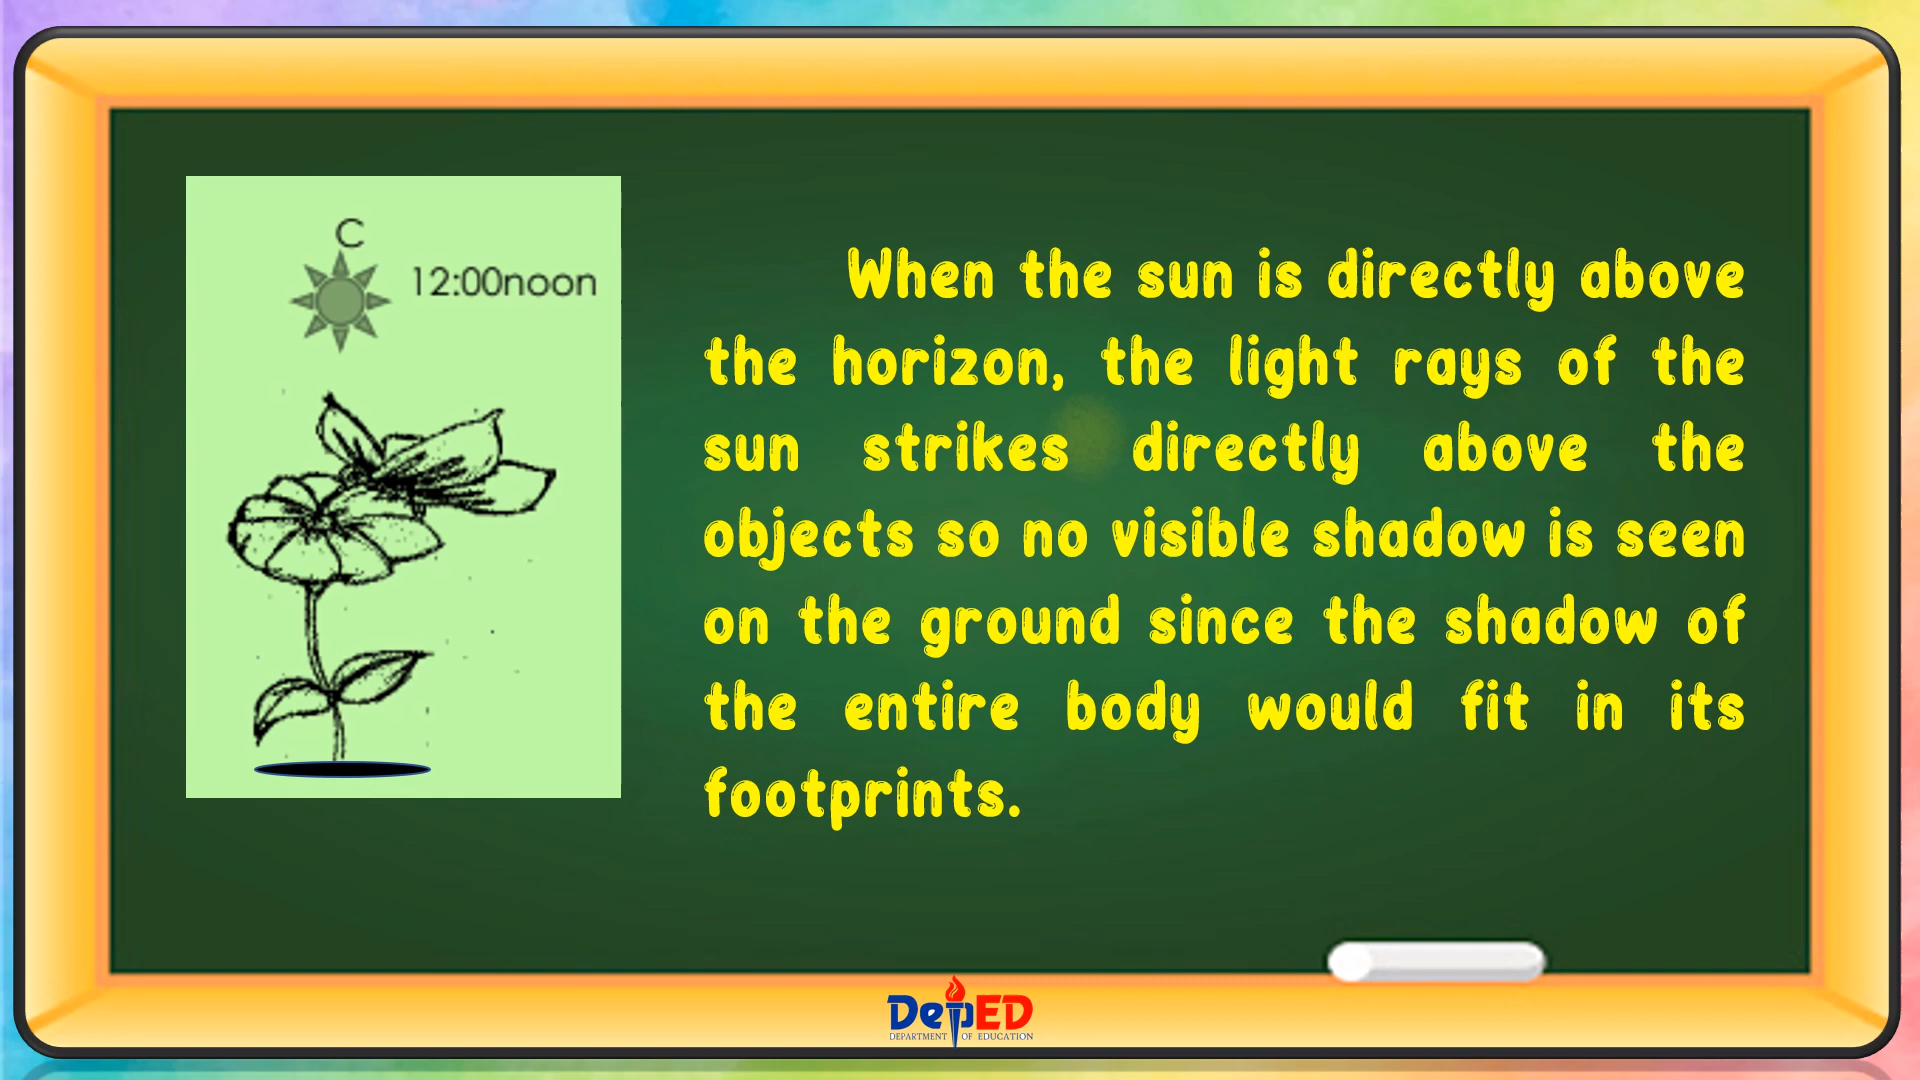 C
12:00noon
When the sun is directly above
the horizon, the light rays of the
sun strikes directly above the
objects so no visible shadow is seen
on the ground since the shadow of
the entire body would fit in its
footprints.
DepED
DEPARTMENT OF EDUCATION